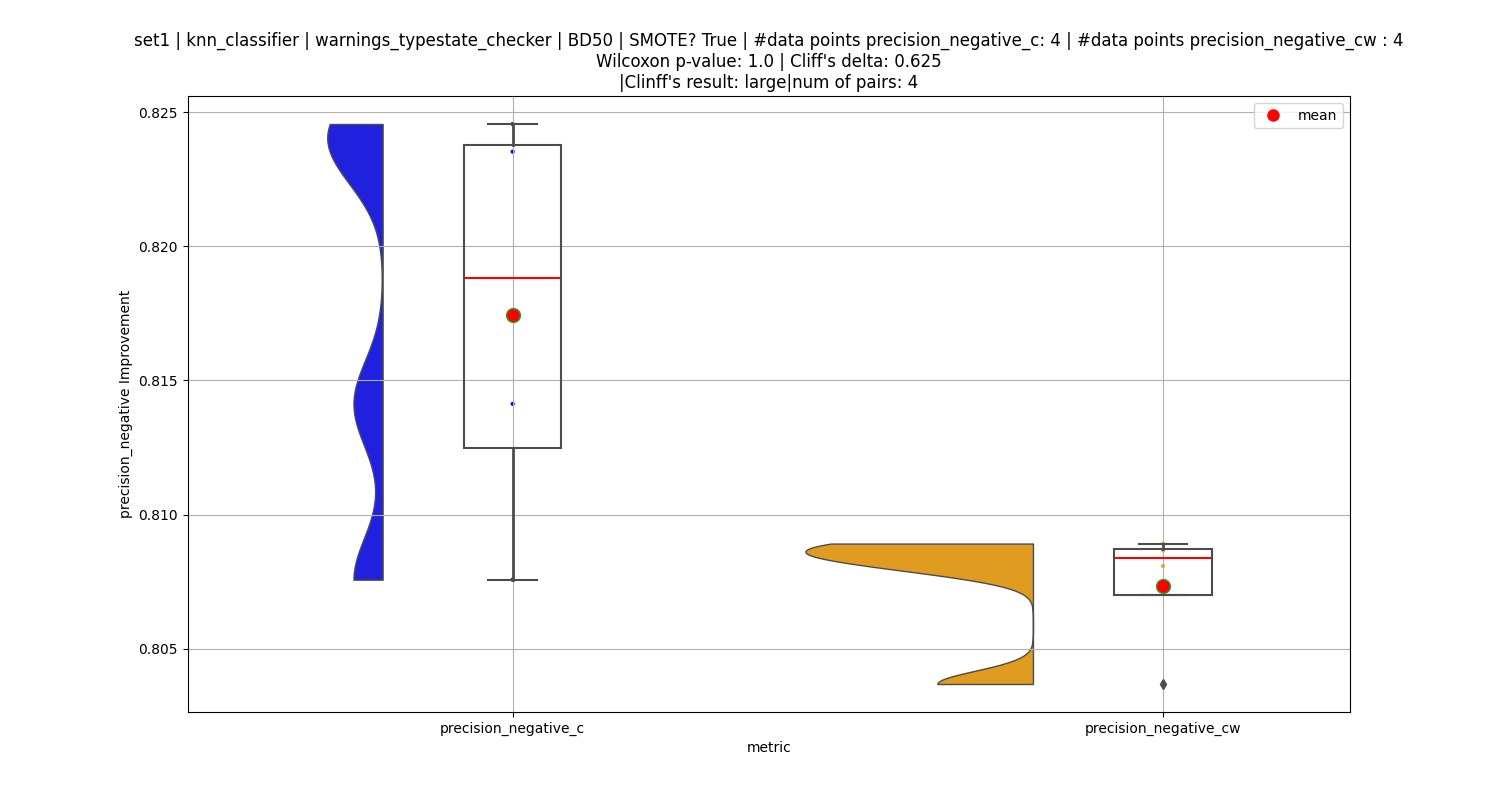 set1 | knn_classifier | warnings_typestate_checker | BD50 | SMOTE? True | #data points precision_negative_c: 4 | #data points precision_negative_cw : 4
Wilcoxon p-value: 1.0 | Cliff's delta: 0.625
|Clinff's result: large|num of pairs: 4
mean
0.825
0.820
0.815
0.810
0.805
precision_negative Improvement
precision_negative_c
precision_negative_cw
metric